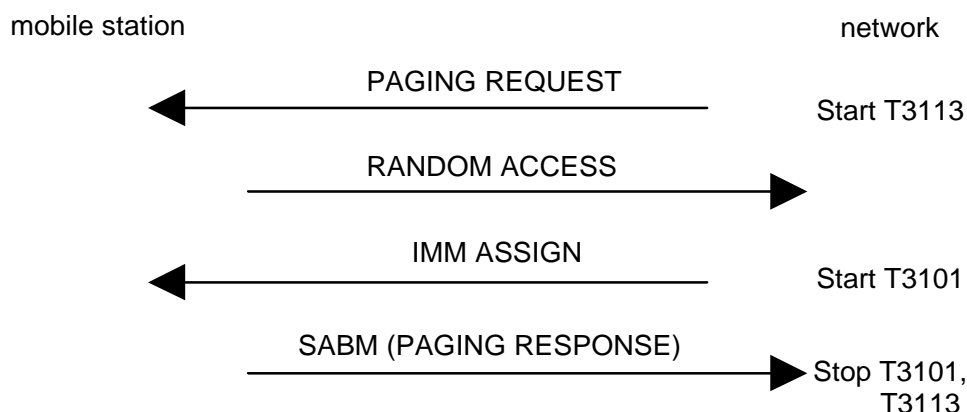 mobile station
network
PAGING REQUEST
Start T3113
RANDOM ACCESS
IMM ASSIGN
Start T3101
SABM (PAGING RESPONSE)
Stop T3101,
T3113